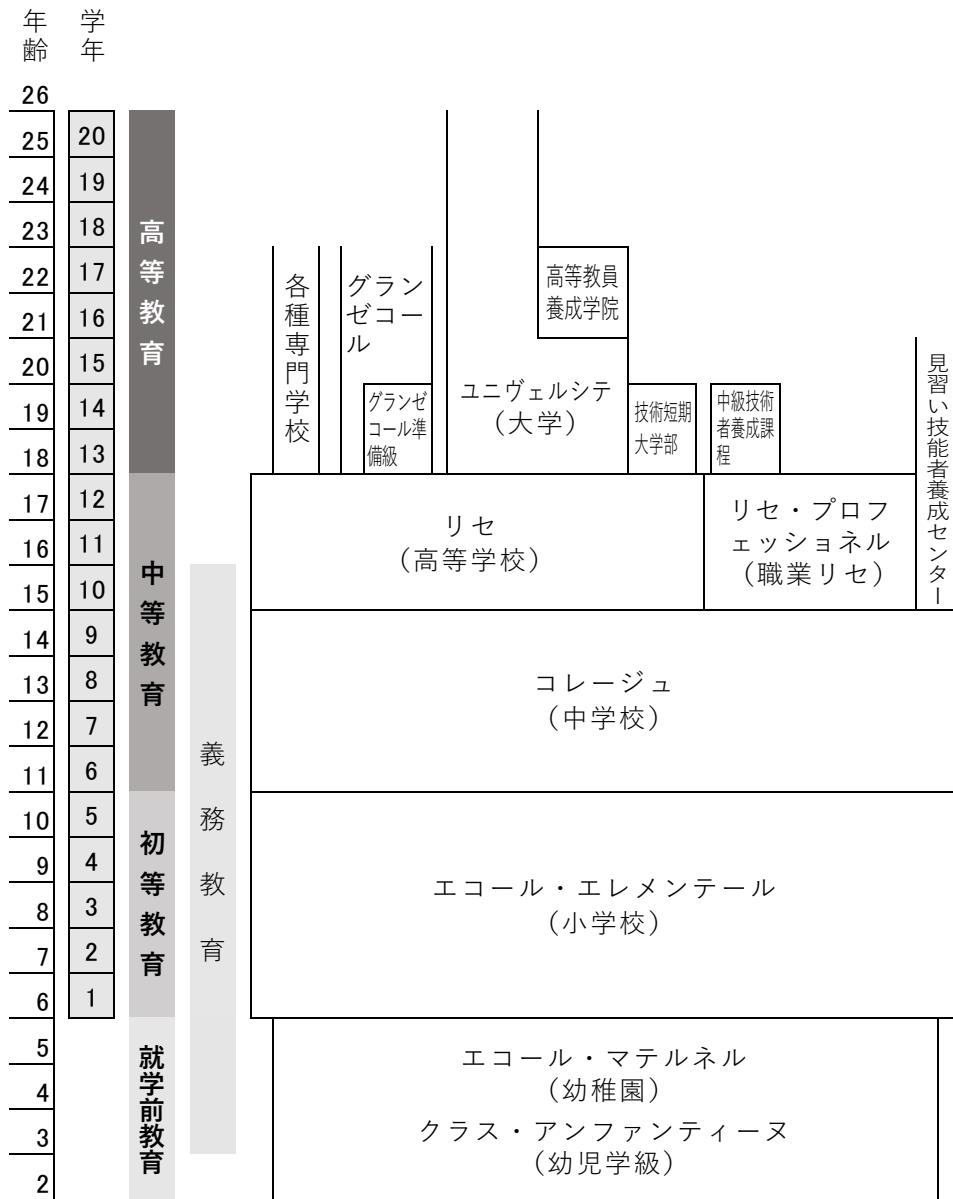 年齢
学年
26
25
20
24
19
23
18
22
17
21
16
20
15
19
14
18
13
17
12
16
11
15
10
14
9
13
8
12
7
11
6
10
5
9
4
8
3
7
2
6
1
5
4
3
2
高等教育
中等教育
初等教育
就学前教育
義務教育
各種専門学校
グラン
ゼコー
ル
グランゼ
コール準
備級
ユニヴェルシテ
(大学)
高等教員
養成学院
技術短期
大学部
中級技術
者養成課
程
見習い技能者養成センター
リセ
(高等学校)
リセ・プロフ
ェッショネル
(職業リセ)
コレージュ
(中学校)
エコール・エレメンテール
(小学校)
エコール・マテルネル
(幼稚園)
クラス・アンファンティーヌ
(幼児学級)